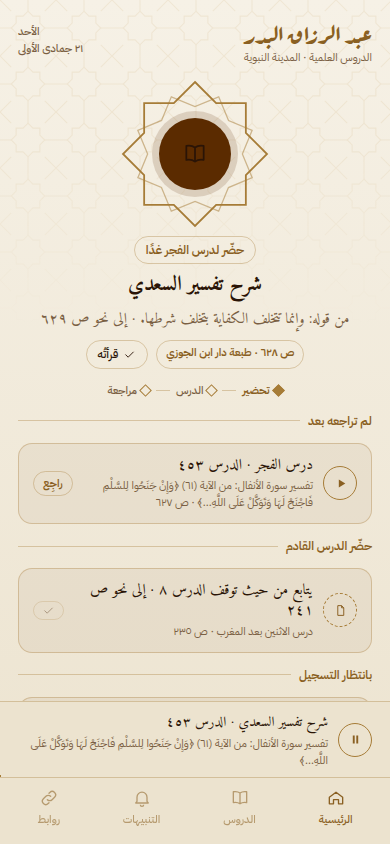 عبد الرزاق البدر
الدروس العلمية · المدينة النبوية
الأحد
٢١ جمادى الأولى
حضّر لدرس الفجر غدًا
شرح تفسير السعدي
من قوله: وإنما تتخلف الكفاية بتخلف شرطها. · إلى نحو ص ٦٢٩
ص ٦٢٨ · طبعة دار ابن الجوزي
قرأته
تحضير
الدرس
مراجعة
لم تراجعه بعد
درس الفجر · الدرس ٤٥٣
تفسير سورة الأنفال: من الآية (٦١) ﴿وَإِنْ جَنَحُوا لِلسَّلْمِ
فَاجْنَحْ لَهَا وَتَوَكَّلْ عَلَى اللَّهِ...﴾ · ص ٦٢٧
راجع
حضّر الدرس القادم
يتابع من حيث توقف الدرس ٨ · إلى نحو ص
٢٤١
درس الاثنين بعد المغرب · ص ٢٣٥
بانتظار التسجيل
شرح تفسير السعدي · الدرس ٤٥٣
تفسير سورة الأنفال: من الآية (٦١) ﴿وَإِنْ جَنَحُوا لِلسَّلْمِ فَاجْنَحْ لَهَا وَتَوَكَّلْ عَلَى
اللَّهِ...﴾
الرئيسية
الدروس
التنبيهات
روابط